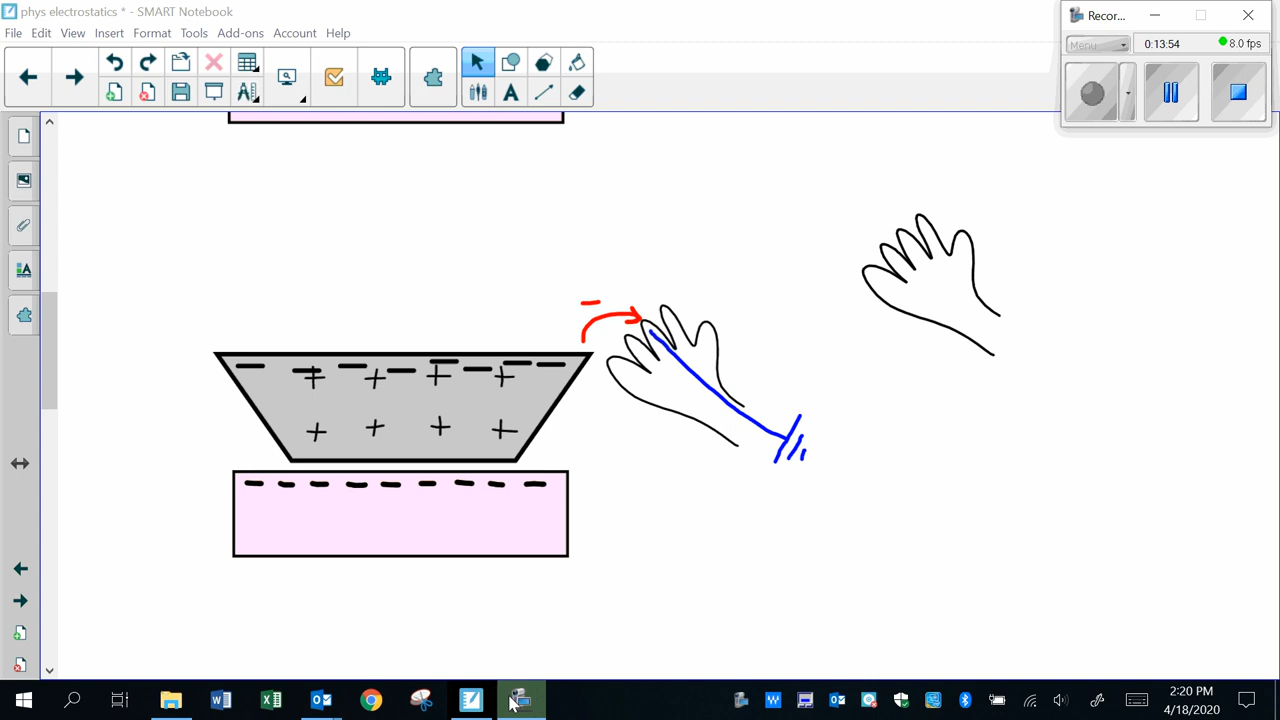 phys electrostatics * - SMART Notebook
File Edit View Insert Format Tools Add-ons Account Help
Recor...
Menu
0:13:54
8.0 fps
A
A
− + + + +
+ + + +
W
2:20 PM
4/18/2020